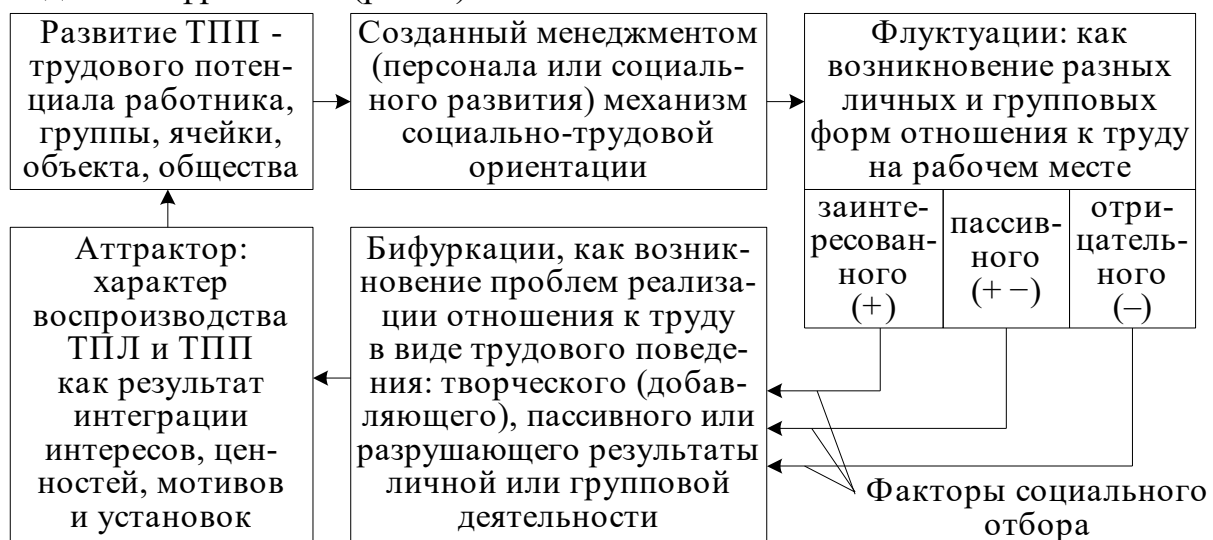 Развитие ТПП -
трудового потен-
циала работника,
группы, ячейки,
объекта, общества
Созданный менеджментом
(персонала или социаль-
ного развития) механизм
социально-трудовой
ориентации
Флуктуации: как
возникновение разных
личных и групповых
форм отношения к труду
на рабочем месте
заинте-
ресован-
ного
(+)
пассив-
ного
(+ −)
отри-
цатель-
ного
(–)
Аттрактор:
характер
воспроизводства
ТПЛ и ТПП
как результат
интеграции
интересов, цен-
ностей, мотивов
и установок
Бифуркации, как возник-
новение проблем реализа-
ции отношения к труду
в виде трудового поведе-
ния: творческого (добав-
ляющего), пассивного или
разрушающего результаты
личной или групповой
деятельности
Факторы социального
отбора